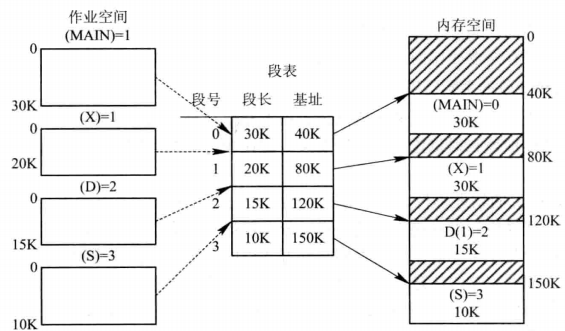 作业空间
(MAIN)=1
0
30K
(X)=1
0
20K
(D)=2
0
15K
(S)=3
0
10K
段表
段号 段长 基址
0 30K 40K
1 20K 80K
2 15K 120K
3 10K 150K
内存空间
0
40K
(MAIN)=0
30K
80K
(X)=1
30K
120K
D(1)=2
15K
150K
(S)=3
10K